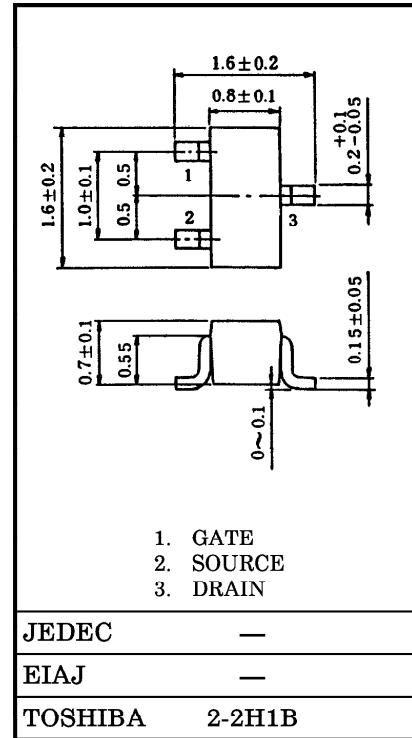 1.6±0.2
0.8±0.1
+0.1
0.2-0.05
1.6±0.2
1.0±0.1
0.5
0.5
1
2
3
0.7±0.1
0.55
0.15±0.05
0~0.1
1. GATE
2. SOURCE
3. DRAIN
JEDEC —
EIAJ —
TOSHIBA 2-2H1B